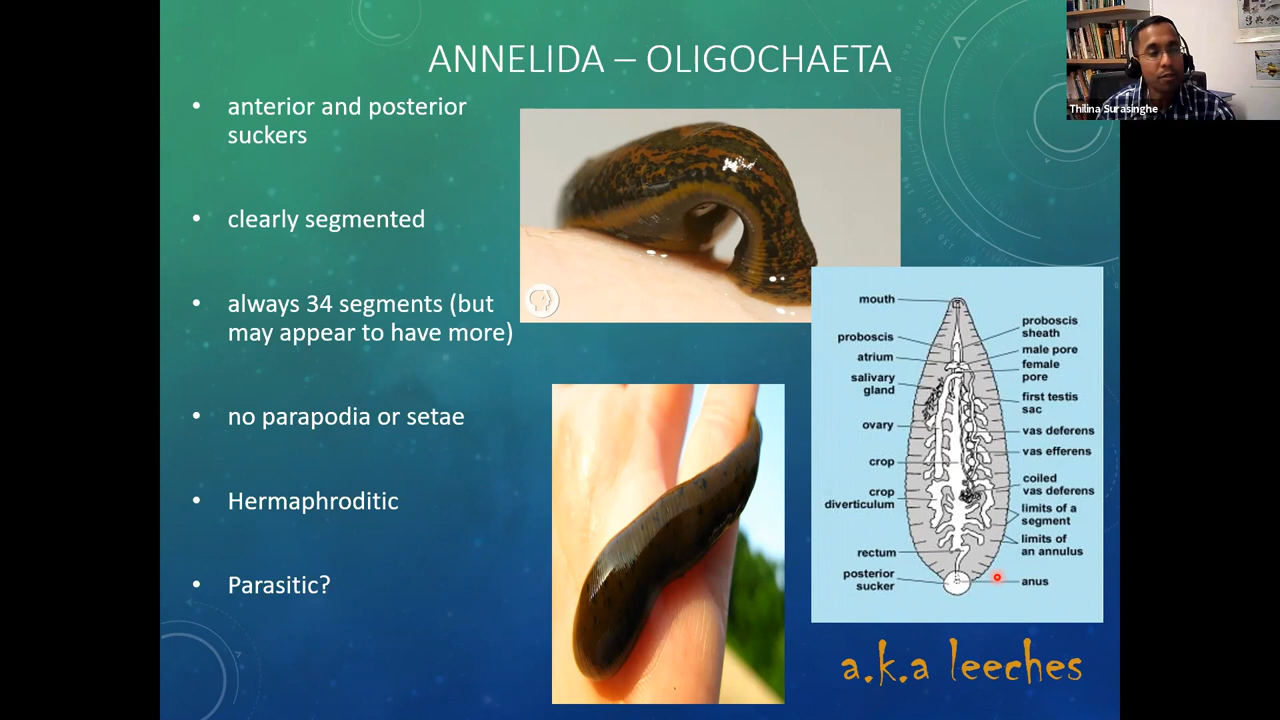 ANNELIDA – OLIGOCHAETA
Thilina Surasinghe
• anterior and posterior
suckers
• clearly segmented
• always 34 segments (but
may appear to have more)
• no parapodia or setae
• Hermaphroditic
• Parasitic?
mouth
proboscis
atrium
salivary
gland
ovary
crop
crop
diverticulum
rectum
posterior
sucker
proboscis
sheath
male pore
female
pore
first testis
sac
vas deferens
vas efferens
coiled
vas deferens
limits of a
segment
limits of
an annulus
anus
a.k.a leeches